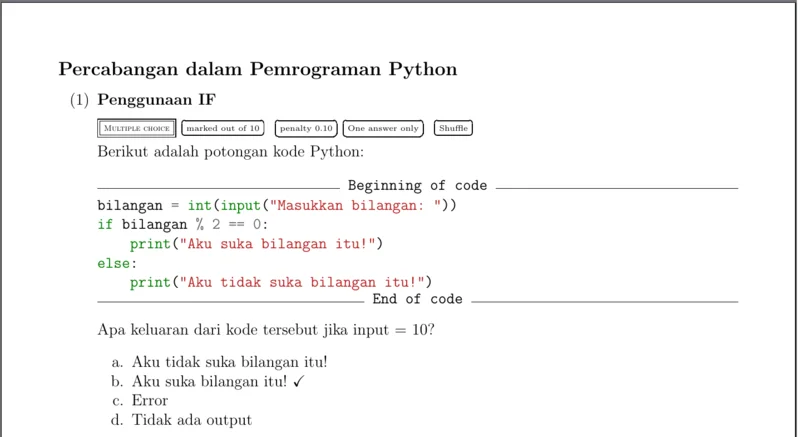 Percabangan dalam Pemrograman Python
(1) Penggunaan IF
Multiple choice marked out of 10 penalty 0.10 One answer only Shuffle
Berikut adalah potongan kode Python:
Beginning of code
bilangan = int(input("Masukkan bilangan: "))
if bilangan % 2 == 0:
    print("Aku suka bilangan itu!")
else:
    print("Aku tidak suka bilangan itu!")
End of code
Apa keluaran dari kode tersebut jika input = 10?
a. Aku tidak suka bilangan itu!
b. Aku suka bilangan itu! ✓
c. Error
d. Tidak ada output